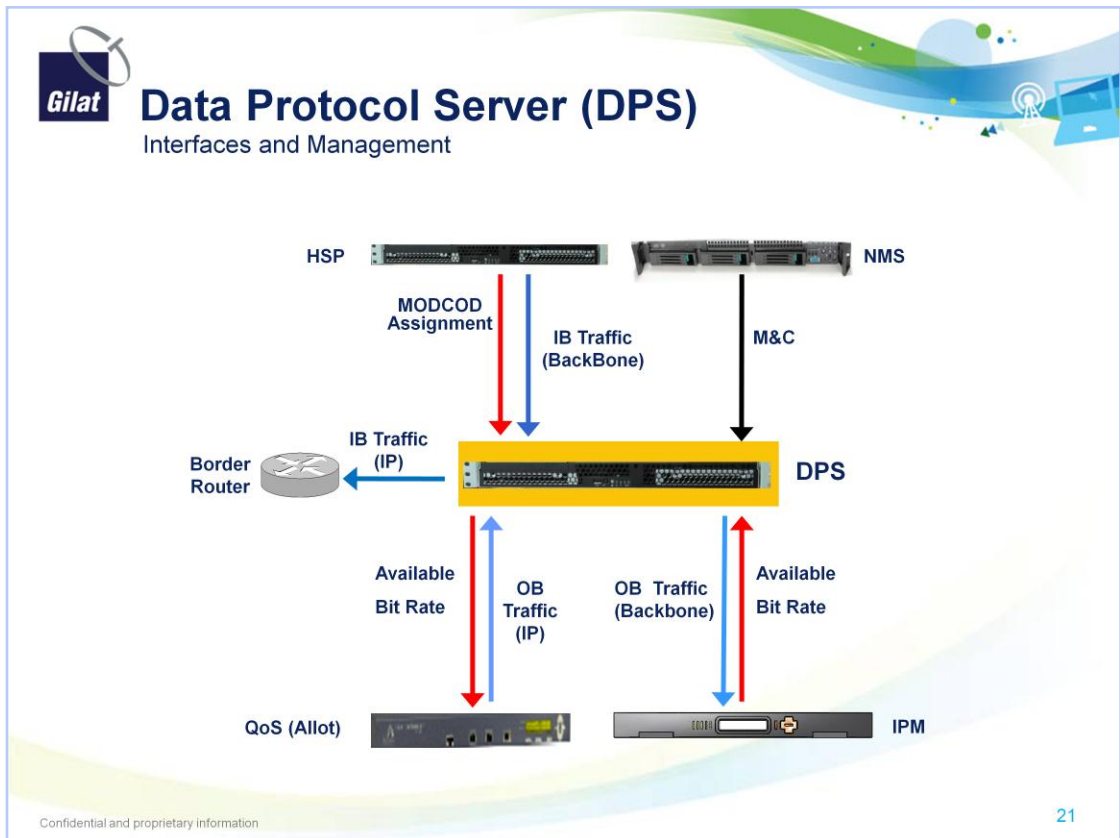 Gilat
Data Protocol Server (DPS)
Interfaces and Management
HSP
NMS
MODCOD
Assignment
IB Traffic
(BackBone)
M&C
IB Traffic
(IP)
Border
Router
DPS
Available
Bit Rate
OB
Traffic
(IP)
OB Traffic
(Backbone)
Available
Bit Rate
QoS (Allot)
IPM
Confidential and proprietary information
21